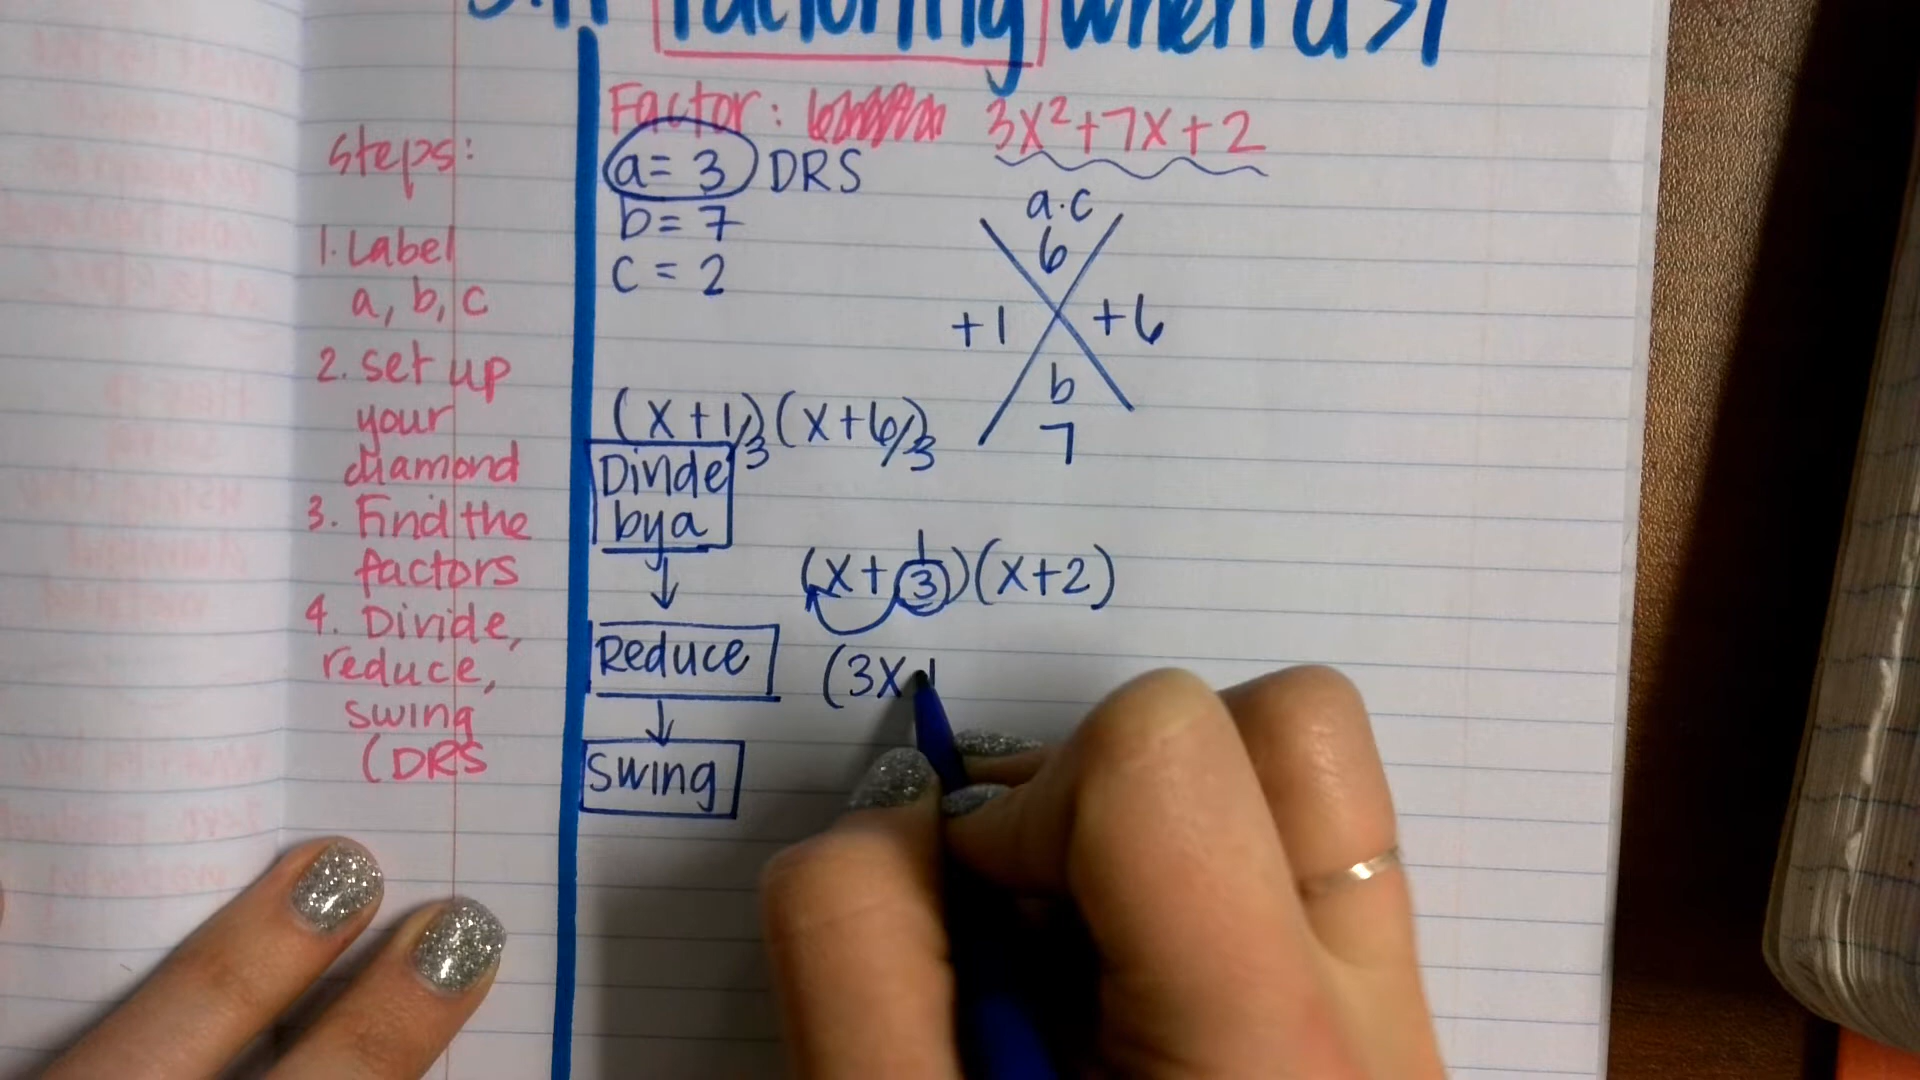 factoring when a>1
Steps:
1. Label
a, b, c
2. set up
your
diamond
3. Find the
factors
4. Divide,
reduce,
swing
(DRS
Factor: 3x²+7x+2
a=3 DRS
b=7
c=2
a·c
6
+1 +6
b
7
(x+1/3)(x+6/3)
Divide
by a
(x+1/3)(x+2)
Reduce
(3x
Swing